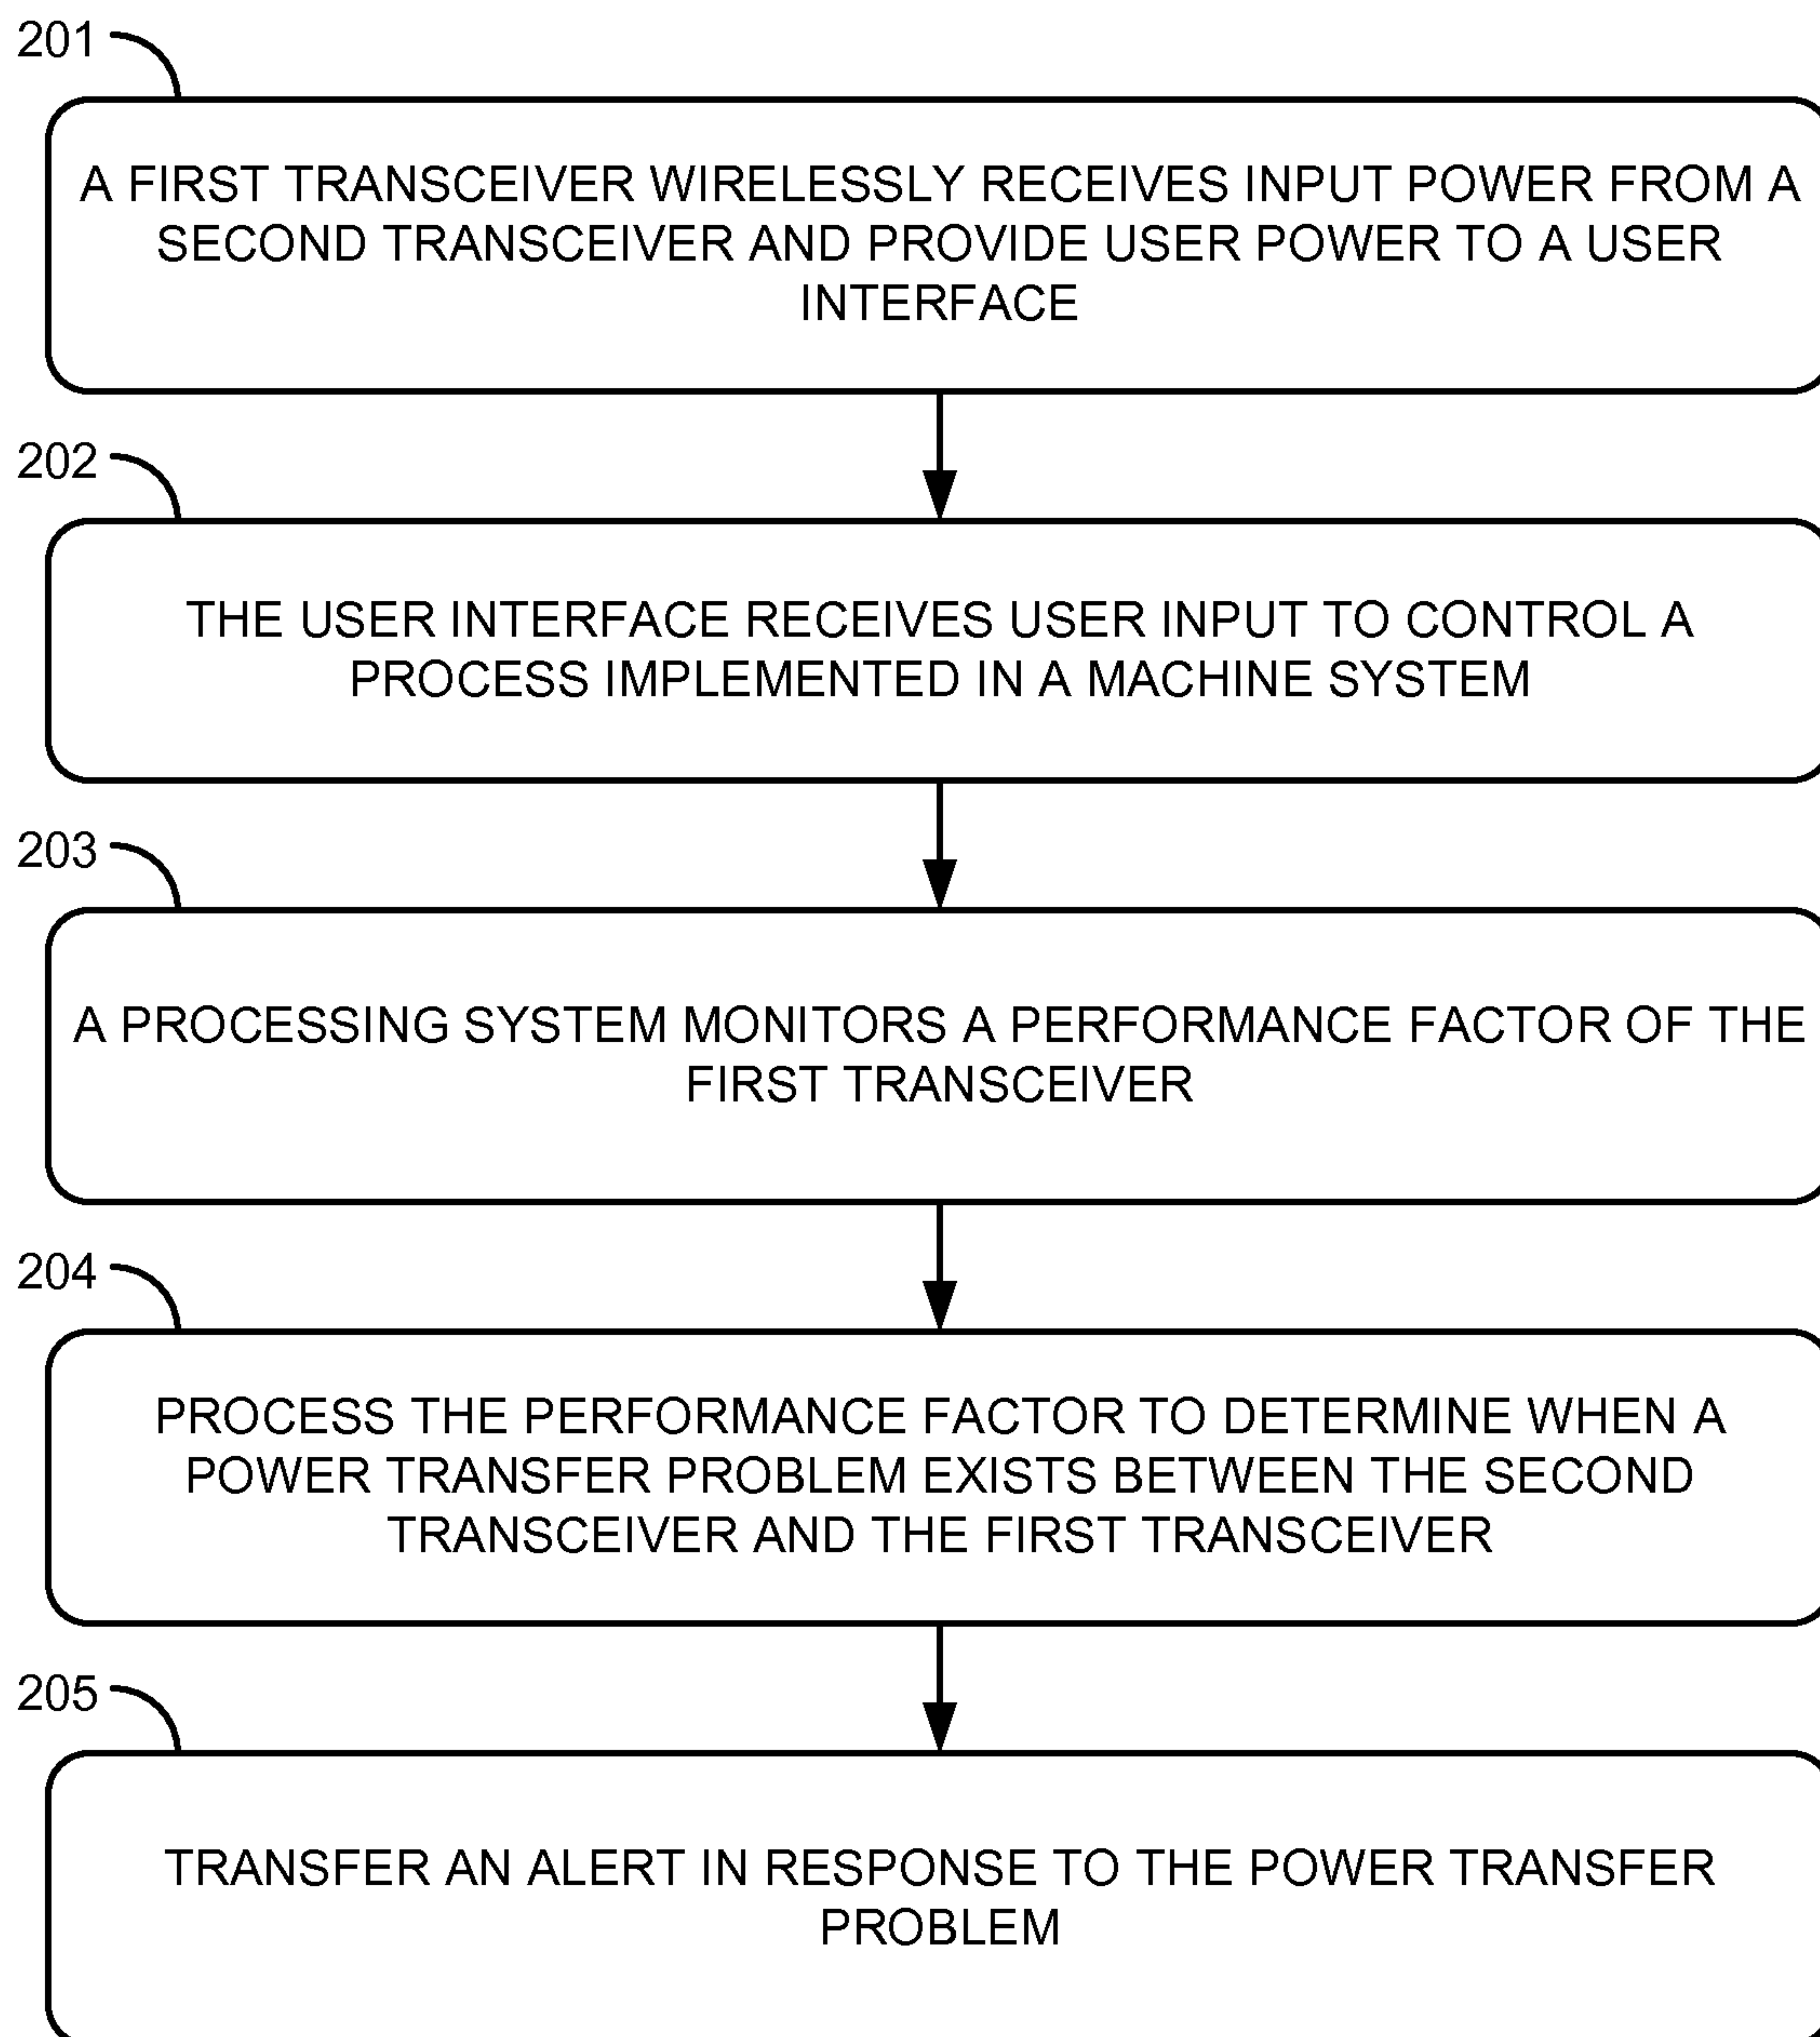 201
A FIRST TRANSCEIVER WIRELESSLY RECEIVES INPUT POWER FROM A
SECOND TRANSCEIVER AND PROVIDE USER POWER TO A USER
INTERFACE
202
THE USER INTERFACE RECEIVES USER INPUT TO CONTROL A
PROCESS IMPLEMENTED IN A MACHINE SYSTEM
203
A PROCESSING SYSTEM MONITORS A PERFORMANCE FACTOR OF THE
FIRST TRANSCEIVER
204
PROCESS THE PERFORMANCE FACTOR TO DETERMINE WHEN A
POWER TRANSFER PROBLEM EXISTS BETWEEN THE SECOND
TRANSCEIVER AND THE FIRST TRANSCEIVER
205
TRANSFER AN ALERT IN RESPONSE TO THE POWER TRANSFER
PROBLEM